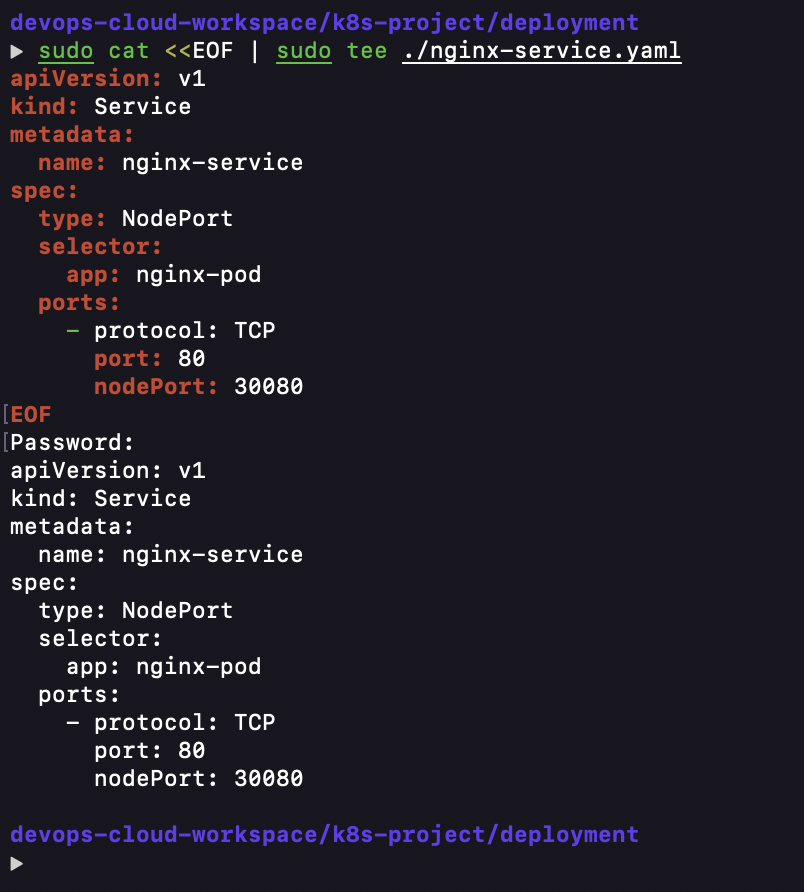 devops-cloud-workspace/k8s-project/deployment
▶ sudo cat <<EOF | sudo tee ./nginx-service.yaml
apiVersion: v1
kind: Service
metadata:
  name: nginx-service
spec:
  type: NodePort
  selector:
    app: nginx-pod
  ports:
    - protocol: TCP
      port: 80
      nodePort: 30080
[EOF
[Password:
apiVersion: v1
kind: Service
metadata:
  name: nginx-service
spec:
  type: NodePort
  selector:
    app: nginx-pod
  ports:
    - protocol: TCP
      port: 80
      nodePort: 30080
devops-cloud-workspace/k8s-project/deployment
▶